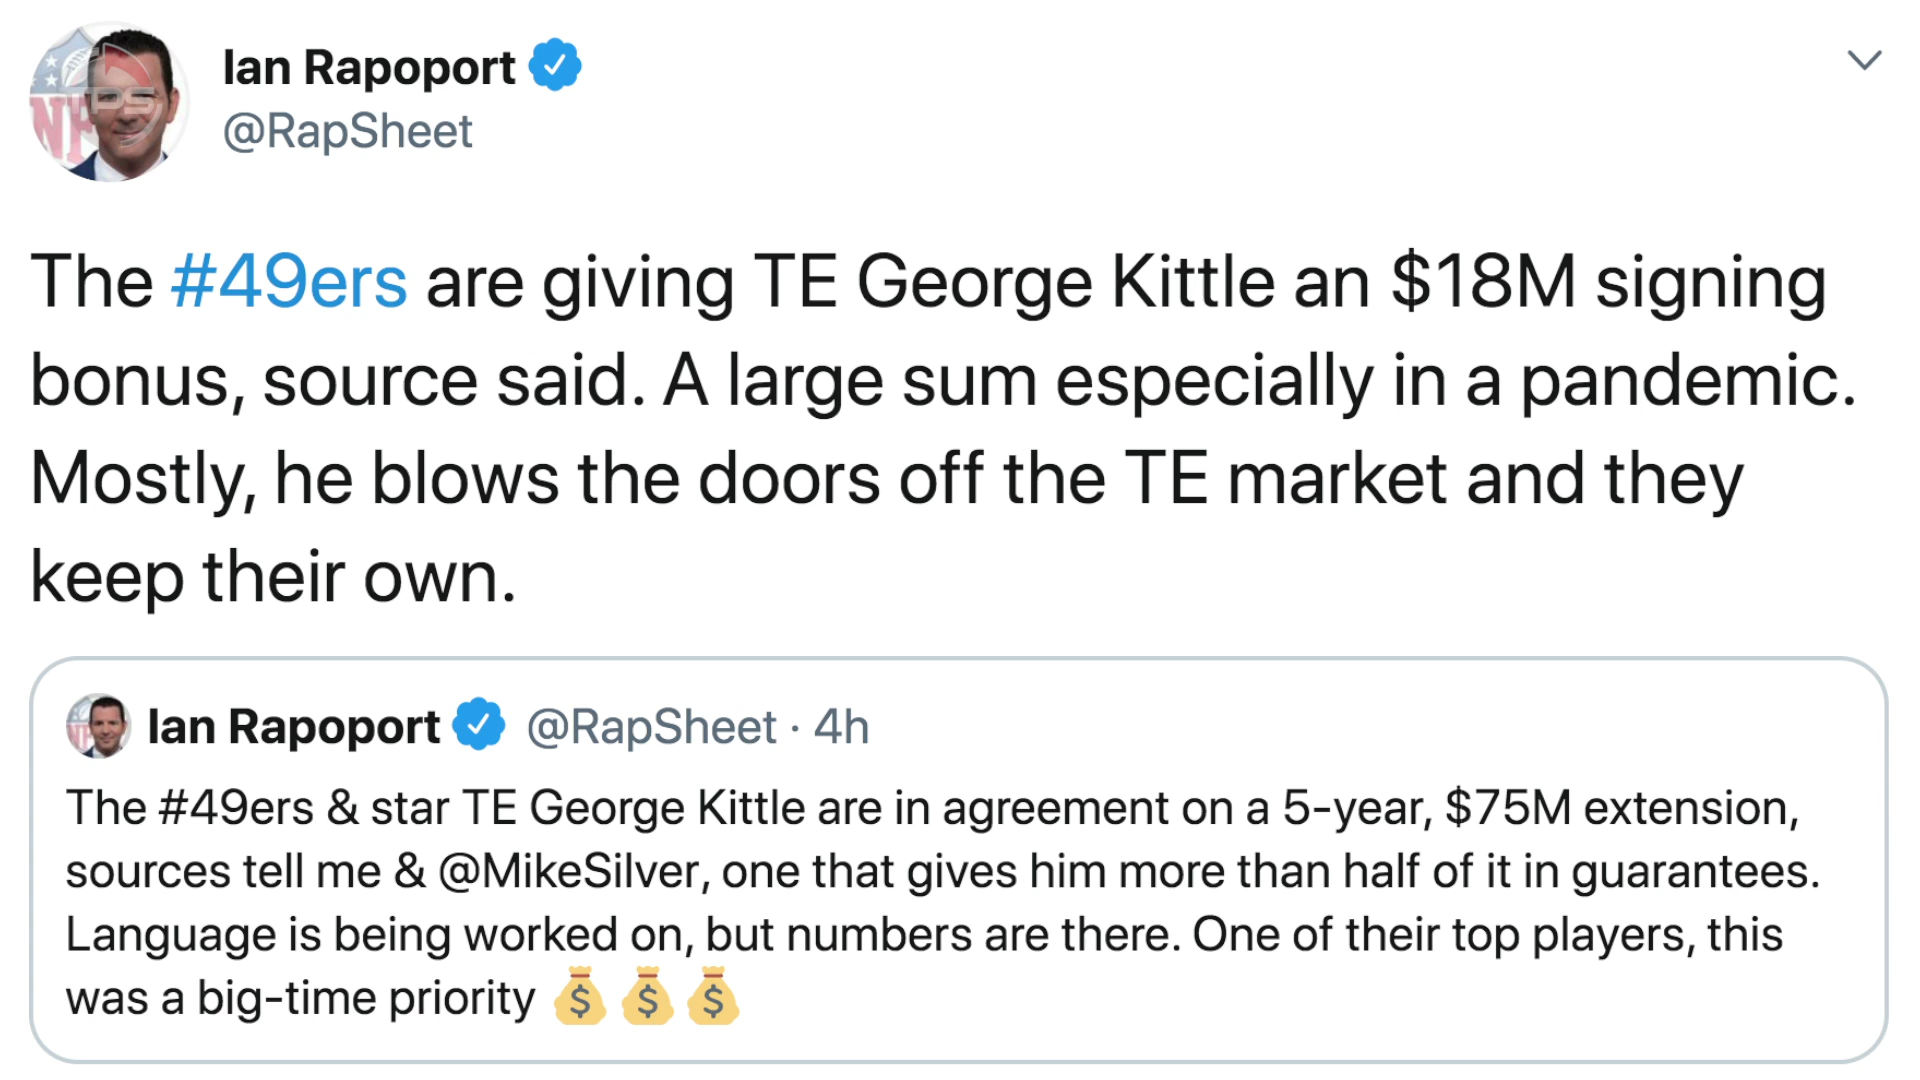 Ian Rapoport
@RapSheet
The #49ers are giving TE George Kittle an $18M signing
bonus, source said. A large sum especially in a pandemic.
Mostly, he blows the doors off the TE market and they
keep their own.
Ian Rapoport @RapSheet · 4h
The #49ers & star TE George Kittle are in agreement on a 5-year, $75M extension,
sources tell me & @MikeSilver, one that gives him more than half of it in guarantees.
Language is being worked on, but numbers are there. One of their top players, this
was a big-time priority 💰💰💰